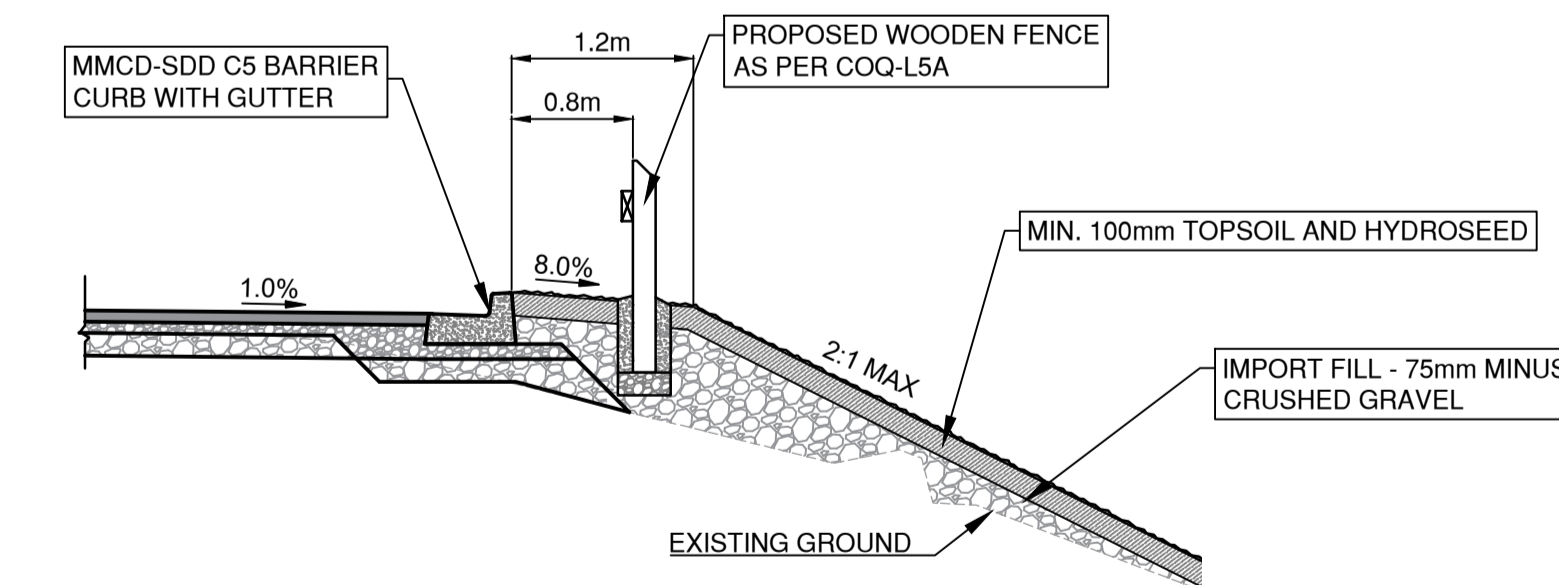 1.2m
PROPOSED WOODEN FENCE
AS PER COQ-L5A
MMCD-SDD C5 BARRIER
CURB WITH GUTTER
0.8m
MIN. 100mm TOPSOIL AND HYDROSEED
8.0%
1.0%
2:1 MAX
IMPORT FILL - 75mm MINUS
CRUSHED GRAVEL
EXISTING GROUND